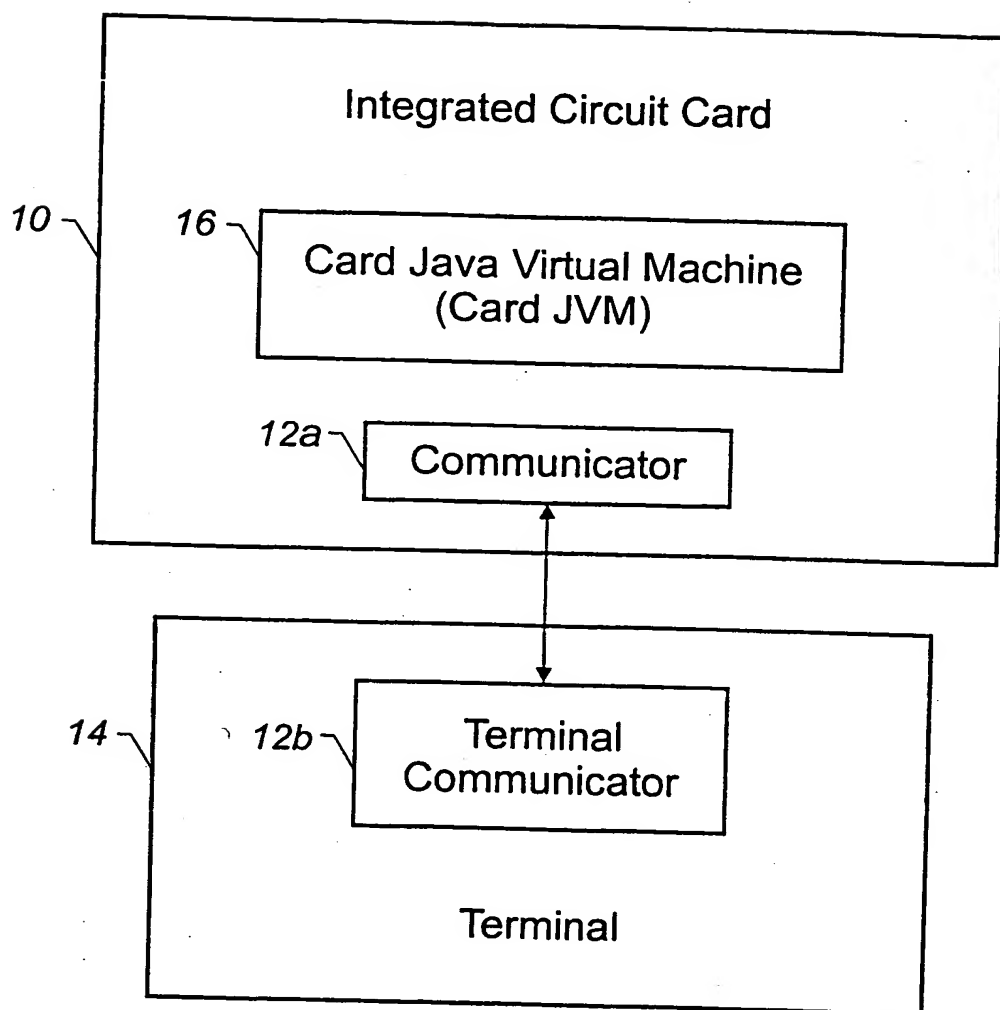 Integrated Circuit Card
10
16
Card Java Virtual Machine
(Card JVM)
12a
Communicator
14
12b
Terminal
Communicator
Terminal